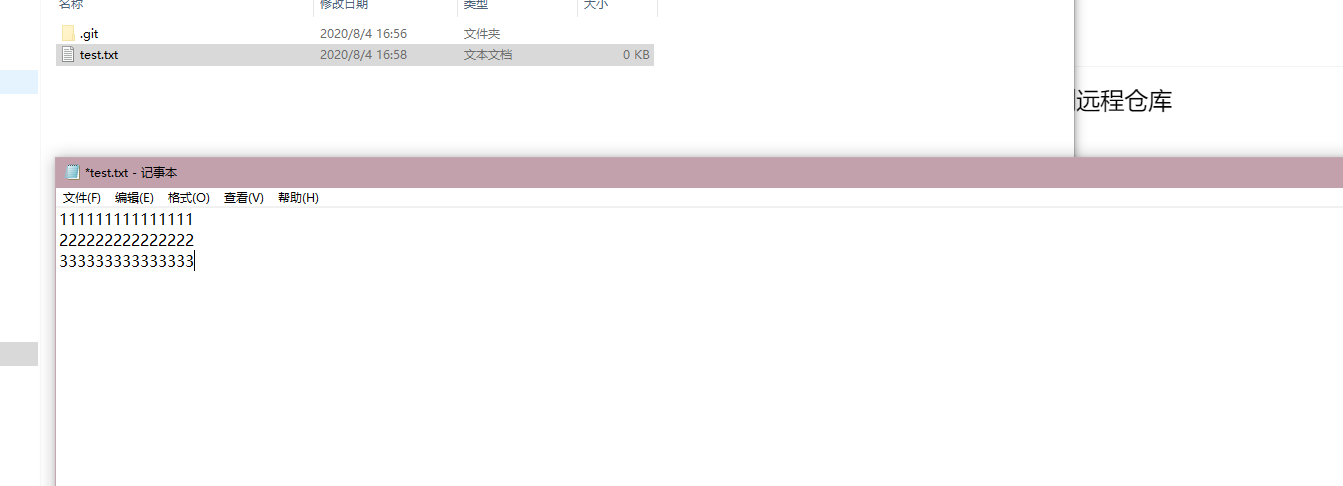 名称 修改日期 类型 大小
.git 2020/8/4 16:56 文件夹
test.txt 2020/8/4 16:58 文本文档 0 KB
远程仓库
*test.txt - 记事本
文件(F) 编辑(E) 格式(O) 查看(V) 帮助(H)
111111111111111
222222222222222
333333333333333